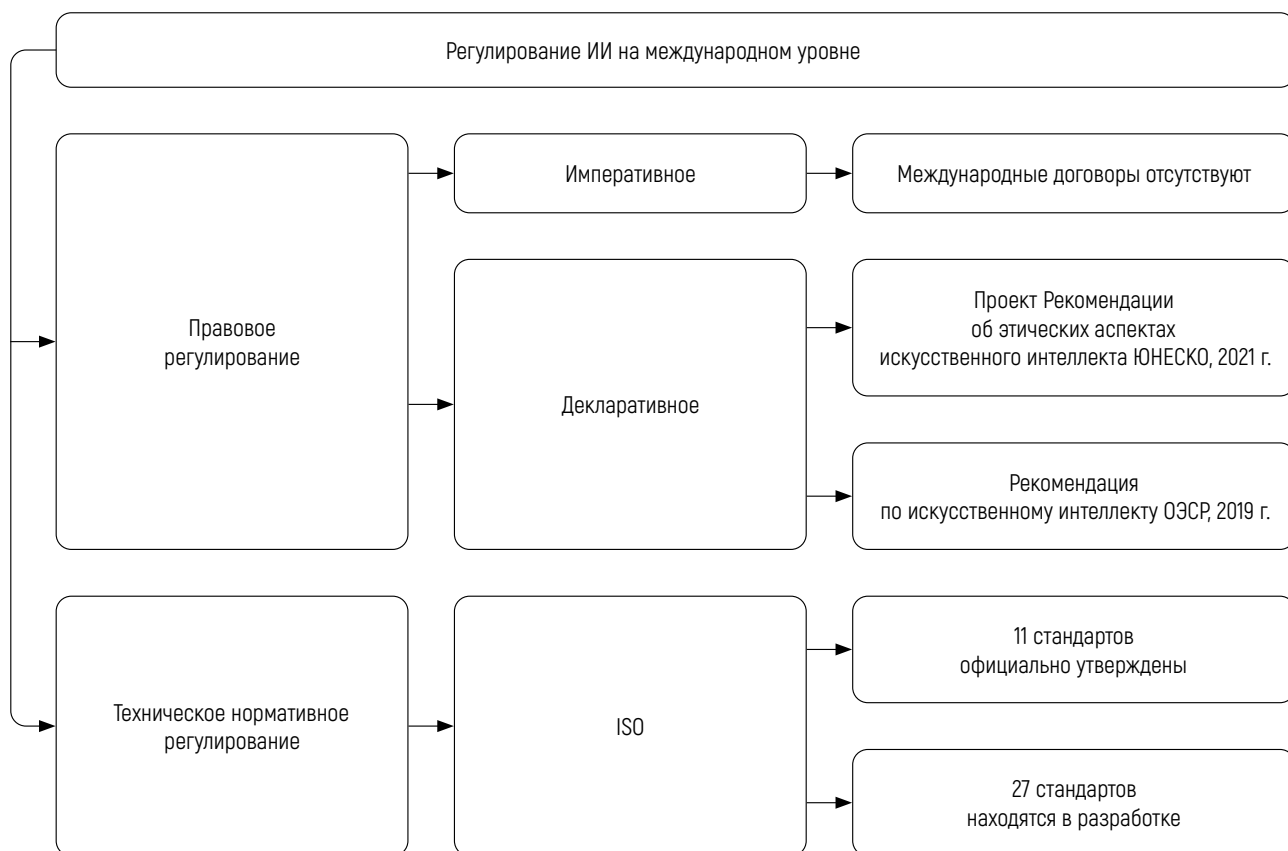 Регулирование ИИ на международном уровне
Правовое
регулирование
Императивное
Международные договоры отсутствуют
Декларативное
Проект Рекомендации
об этических аспектах
искусственного интеллекта ЮНЕСКО, 2021 г.
Рекомендация
по искусственному интеллекту ОЭСР, 2019 г.
Техническое нормативное
регулирование
ISO
11 стандартов
официально утверждены
27 стандартов
находятся в разработке